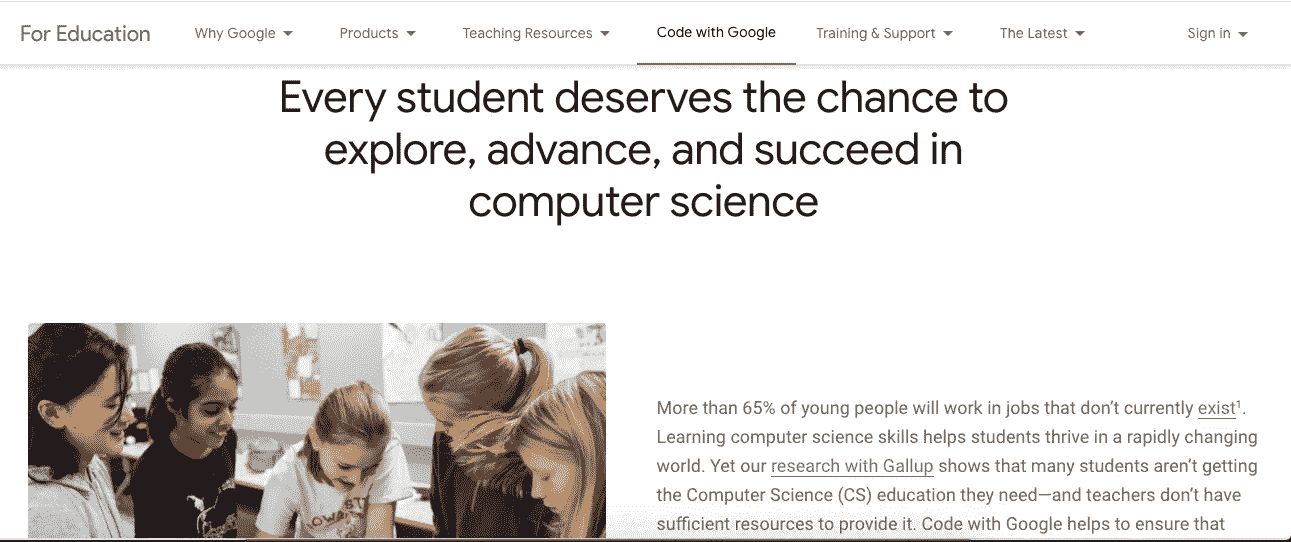 For Education Why Google Products Teaching Resources Code with Google Training & Support The Latest Sign in
Every student deserves the chance to
explore, advance, and succeed in
computer science
More than 65% of young people will work in jobs that don’t currently exist¹.
Learning computer science skills helps students thrive in a rapidly changing
world. Yet our research with Gallup shows that many students aren’t getting
the Computer Science (CS) education they need—and teachers don’t have
sufficient resources to provide it. Code with Google helps to ensure that